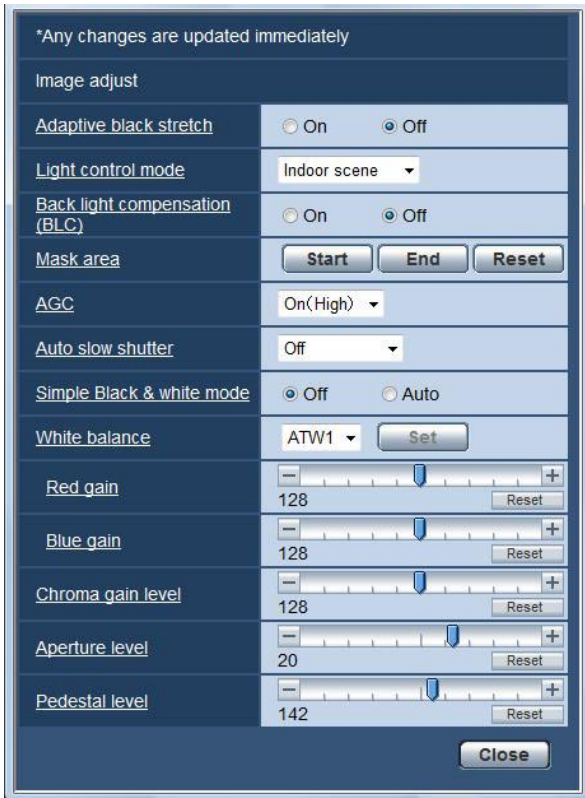 *Any changes are updated immediately
Image adjust
Adaptive black stretch On Off
Light control mode Indoor scene
Back light compensation
(BLC) On Off
Mask area Start End Reset
AGC On(High)
Auto slow shutter Off
Simple Black & white mode Off Auto
White balance ATW1 Set
Red gain
128 Reset
Blue gain
128 Reset
Chroma gain level
128 Reset
Aperture level
20 Reset
Pedestal level
142 Reset
Close